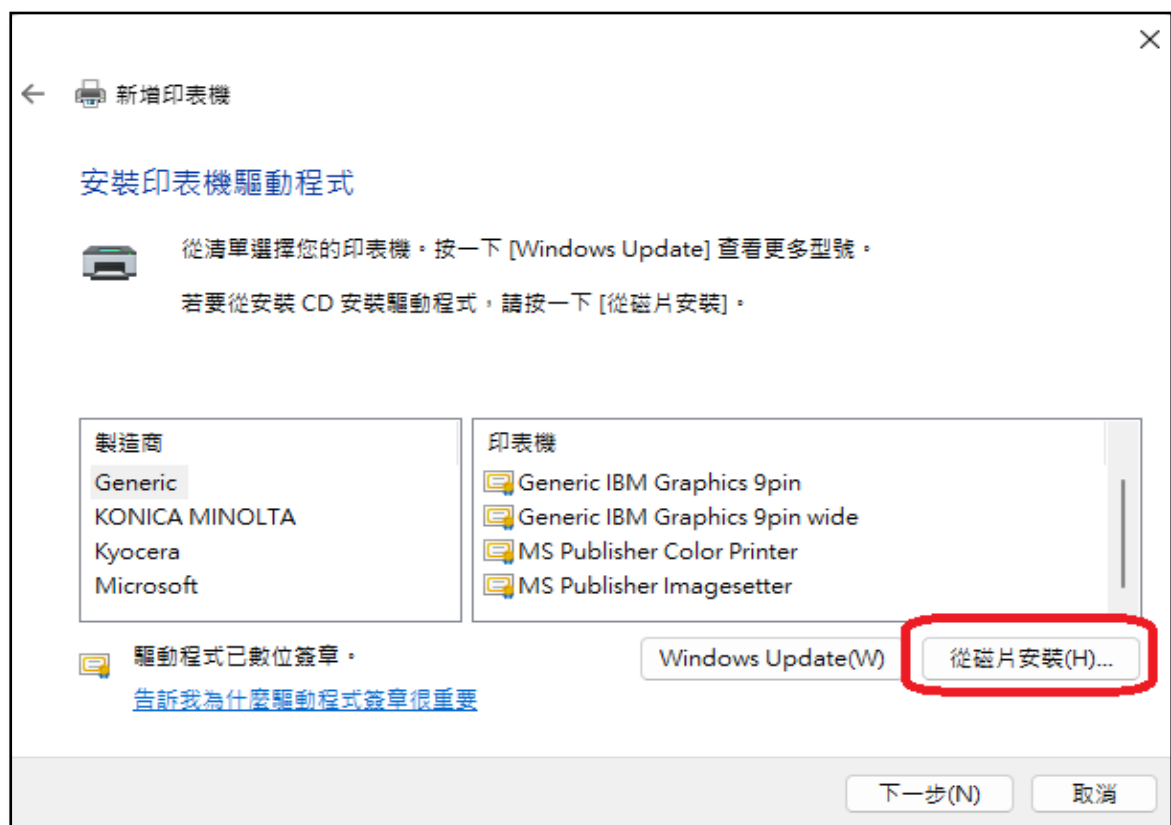 新增印表機
安裝印表機驅動程式
從清單選擇您的印表機。按一下 [Windows Update] 查看更多型號。
若要從安裝 CD 安裝驅動程式，請按一下 [從磁片安裝]。
製造商
Generic
KONICA MINOLTA
Kyocera
Microsoft
印表機
Generic IBM Graphics 9pin
Generic IBM Graphics 9pin wide
MS Publisher Color Printer
MS Publisher Imagesetter
驅動程式已數位簽章。
告訴我為什麼驅動程式簽章很重要
Windows Update(W)
從磁片安裝(H)...
下一步(N)
取消